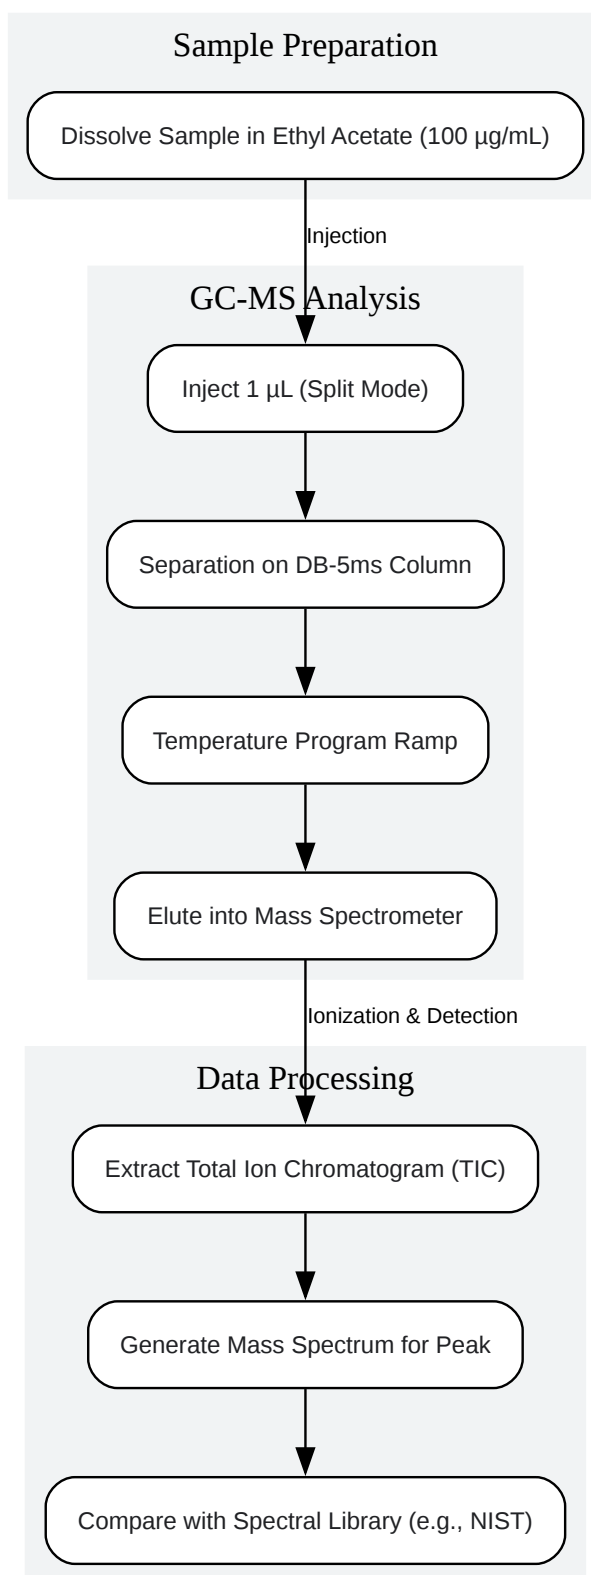 Sample Preparation
Dissolve Sample in Ethyl Acetate (100 µg/mL)
Injection
GC-MS Analysis
Inject 1 µL (Split Mode)
Separation on DB-5ms Column
Temperature Program Ramp
Elute into Mass Spectrometer
Ionization & Detection
Data Processing
Extract Total Ion Chromatogram (TIC)
Generate Mass Spectrum for Peak
Compare with Spectral Library (e.g., NIST)